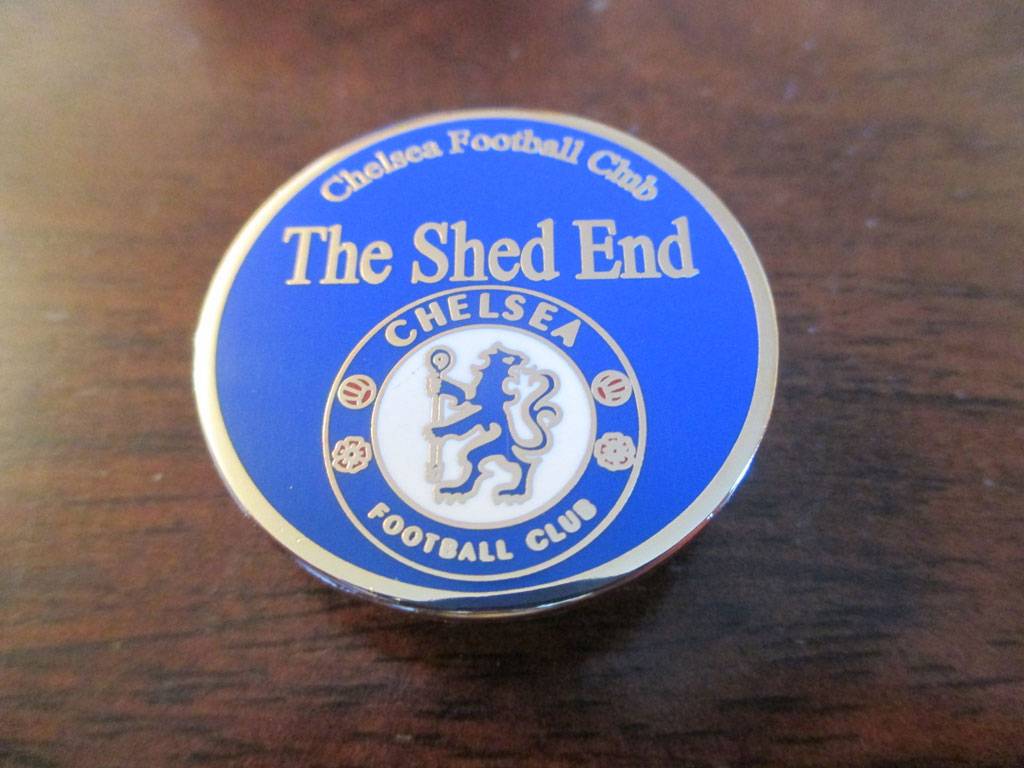 Chelsea Football Club
The Shed End
CHELSEA
FOOTBALL CLUB